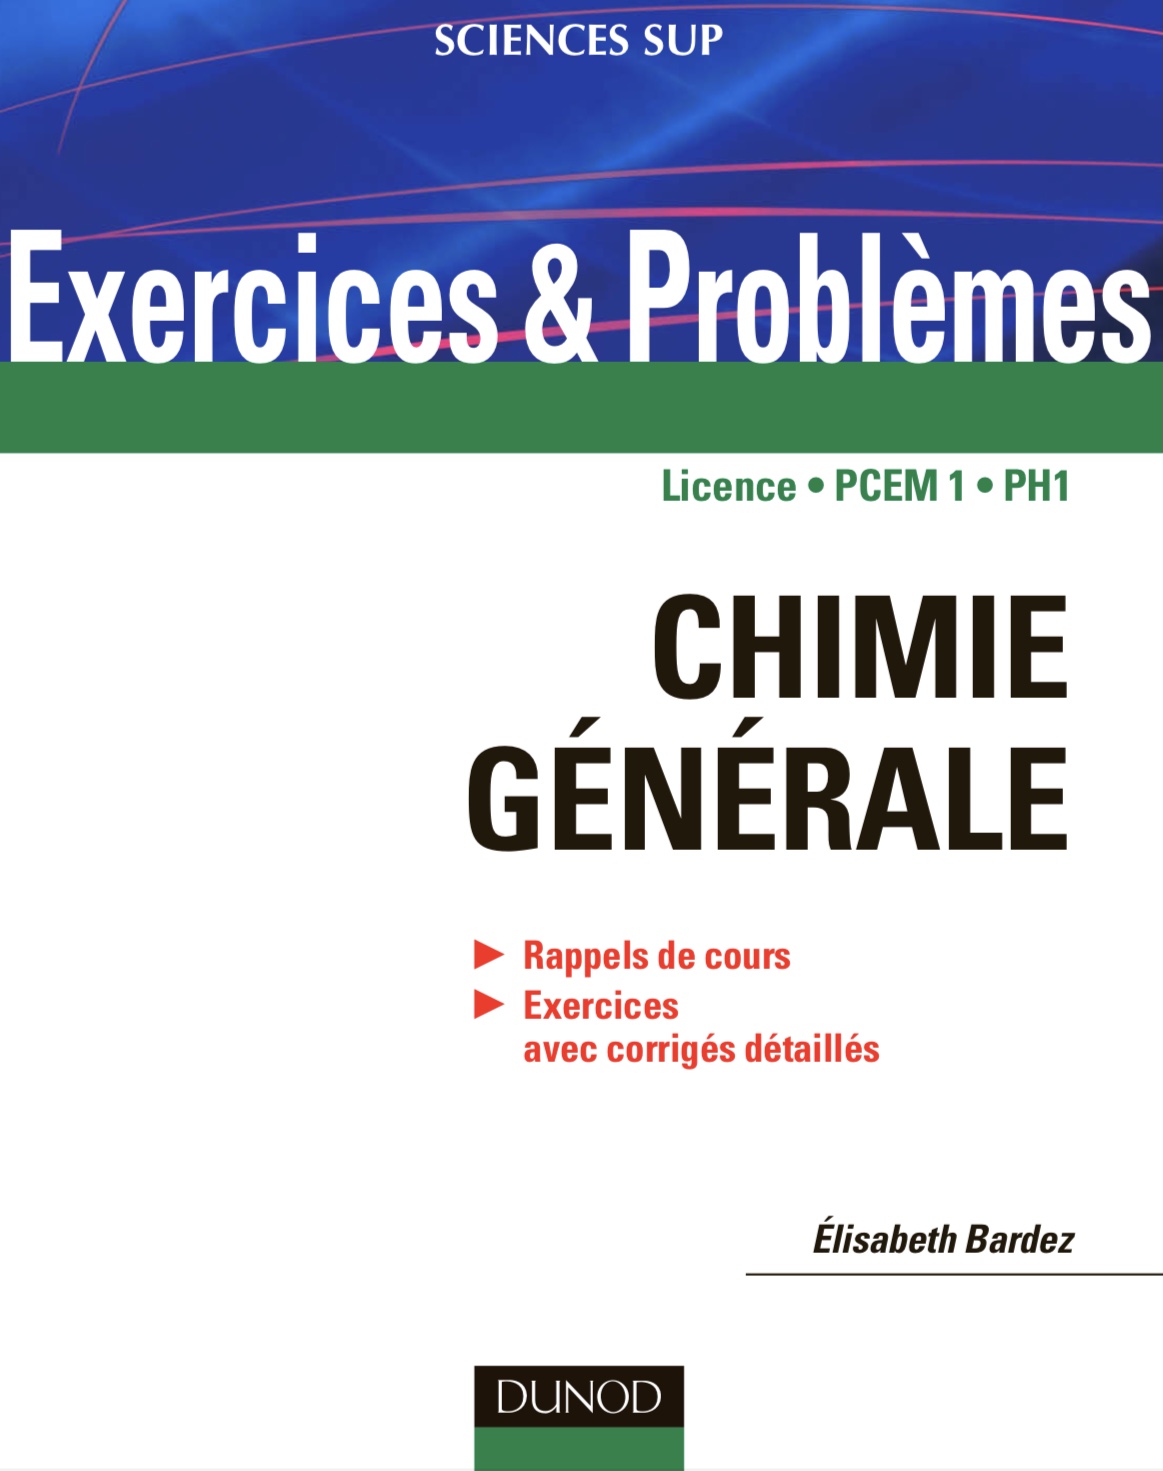 SCIENCES SUP
Exercices & Problèmes
Licence • PCEM 1 • PH1
CHIMIE
GÉNÉRALE
► Rappels de cours
► Exercices
avec corrigés détaillés
Élisabeth Bardez
DUNOD